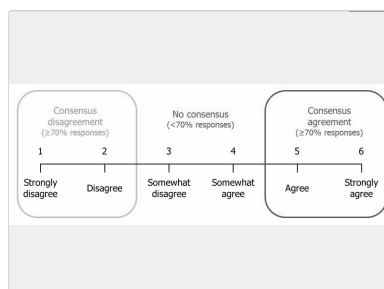 Consensus
disagreement
(≥70% responses)
No consensus
(<70% responses)
Consensus
agreement
(≥70% responses)
1 2 3 4 5 6
Strongly
disagree
Disagree
Somewhat
disagree
Somewhat
agree
Agree
Strongly
agree